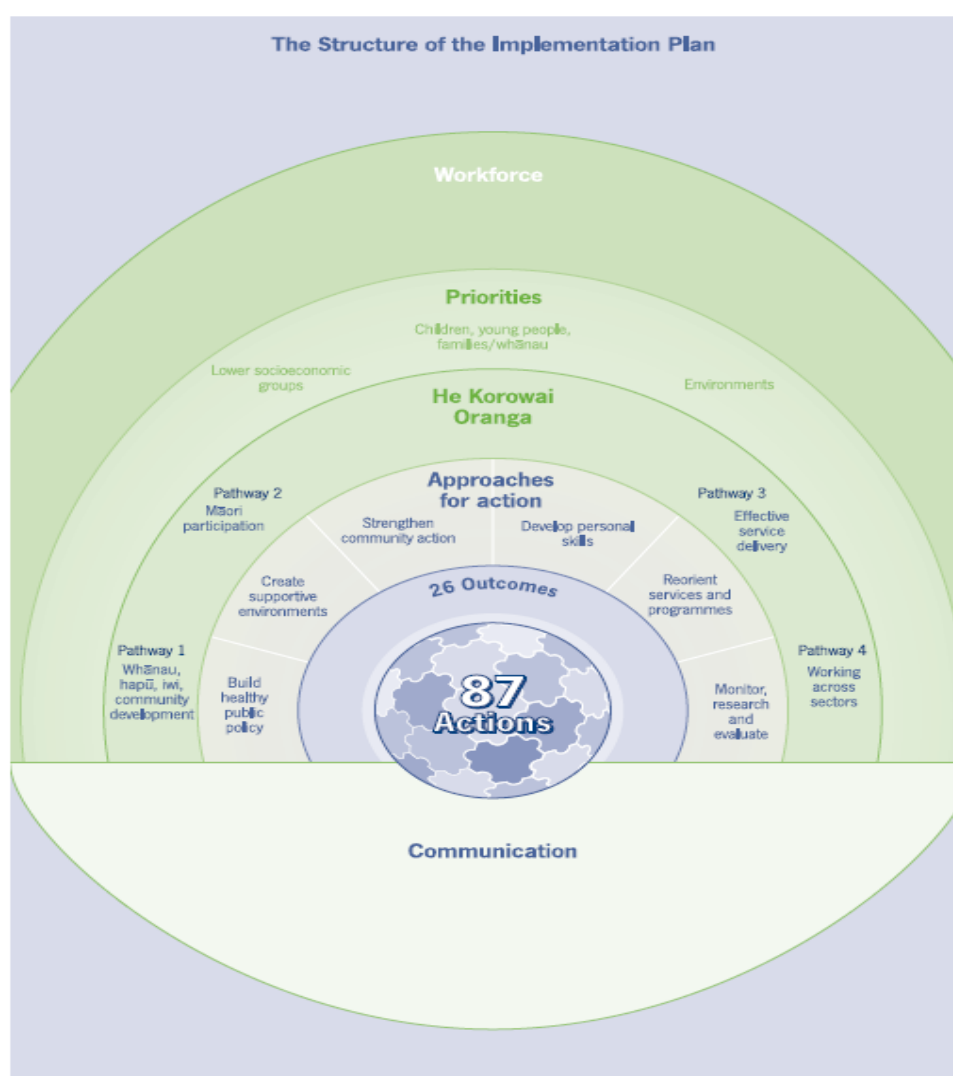 The Structure of the Implementation Plan
Workforce
Priorities
Children, young people,
families/whānau
Lower socioeconomic
groups
Environments
He Korowai
Oranga
Pathway 2
Māori
participation
Pathway 3
Effective
service
delivery
Approaches
for action
Strengthen
community action
Develop personal
skills
Create
supportive
environments
Reorient
services and
programmes
26 Outcomes
Pathway 1
Whānau,
hapū, iwi,
community
development
Build
healthy
public
policy
87
Actions
Monitor,
research
and
evaluate
Pathway 4
Working
across
sectors
Communication